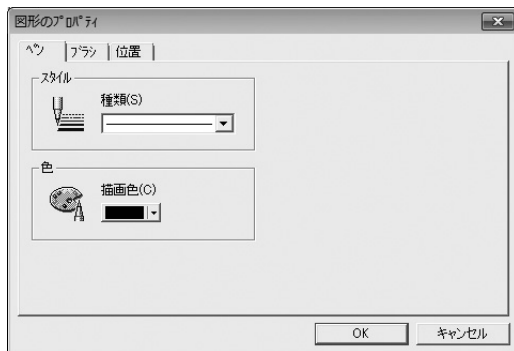 図形のﾌﾟﾛﾊﾟﾃｨ
ﾍﾟﾝ ﾌﾞﾗｼ 位置
ｽﾀｲﾙ
種類(S)
色
描画色(C)
OK キャンセル